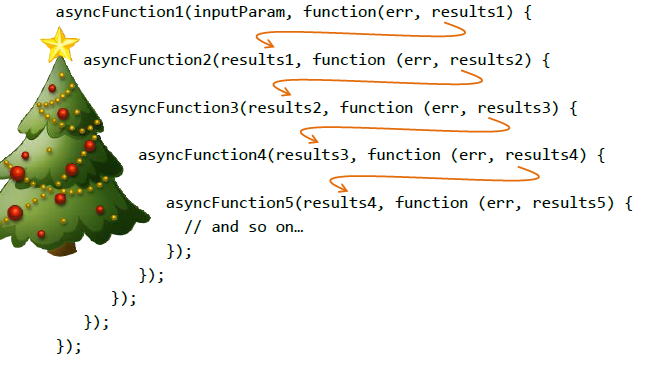 asyncFunction1(inputParam, function(err, results1) {
asyncFunction2(results1, function (err, results2) {
asyncFunction3(results2, function (err, results3) {
asyncFunction4(results3, function (err, results4) {
asyncFunction5(results4, function (err, results5) {
// and so on…
});
});
});
});
});